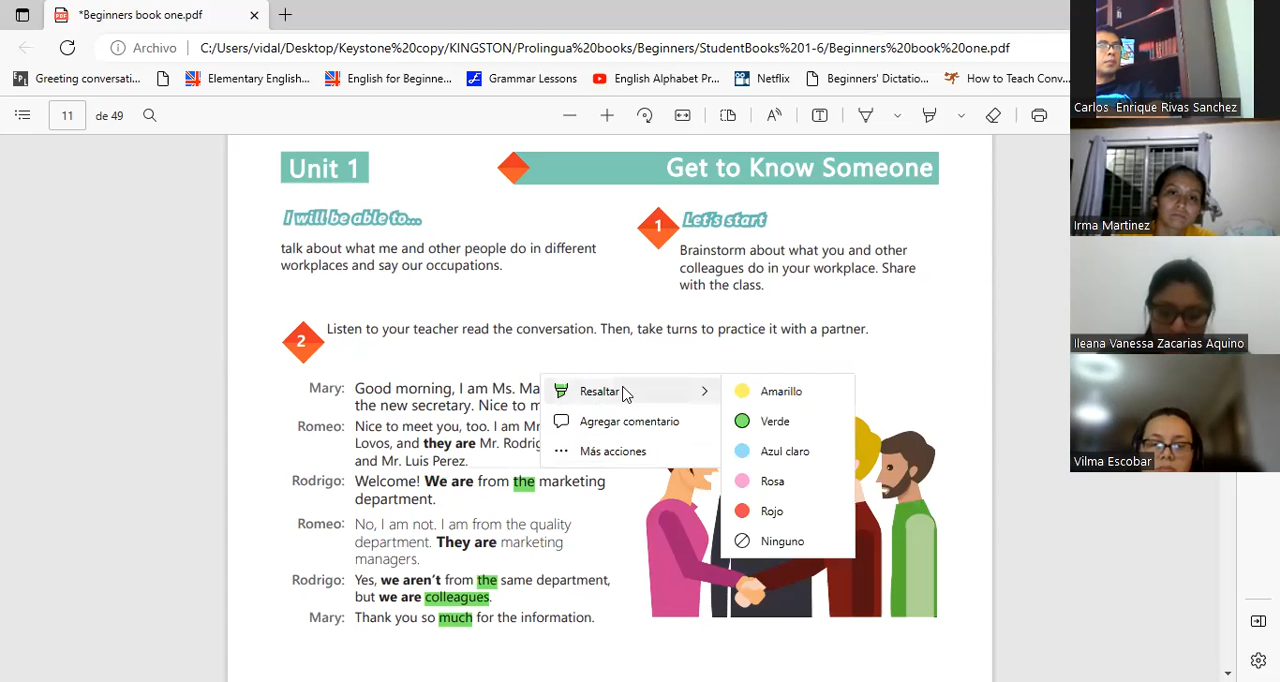 *Beginners book one.pdf
Archivo
C:/Users/vidal/Desktop/Keystone%20copy/KINGSTON/Prolingua%20books/Beginners/StudentBooks%201-6/Beginners%20book%20one.pdf
Greeting conversati...
Elementary English...
English for Beginne...
Grammar Lessons
English Alphabet Pr...
Netflix
Beginners' Dictatio...
How to Teach Conv...
11
de 49
Unit 1
Get to Know Someone
I will be able to...
talk about what me and other people do in different
workplaces and say our occupations.
1
Let's start
Brainstorm about what you and other
colleagues do in your workplace. Share
with the class.
2
Listen to your teacher read the conversation. Then, take turns to practice it with a partner.
Mary: Good morning, I am Ms. Ma
the new secretary. Nice to m
Romeo: Nice to meet you, too. I am Mr
Lovos, and they are Mr. Rodrig
and Mr. Luis Perez.
Rodrigo: Welcome! We are from the marketing
department.
Romeo: No, I am not. I am from the quality
department. They are marketing
managers.
Rodrigo: Yes, we aren't from the same department,
but we are colleagues.
Mary: Thank you so much for the information.
Resaltar
Agregar comentario
Más acciones
Amarillo
Verde
Azul claro
Rosa
Rojo
Ninguno
Carlos Enrique Rivas Sanchez
Irma Martinez
Ileana Vanessa Zacarias Aquino
Vilma Escobar